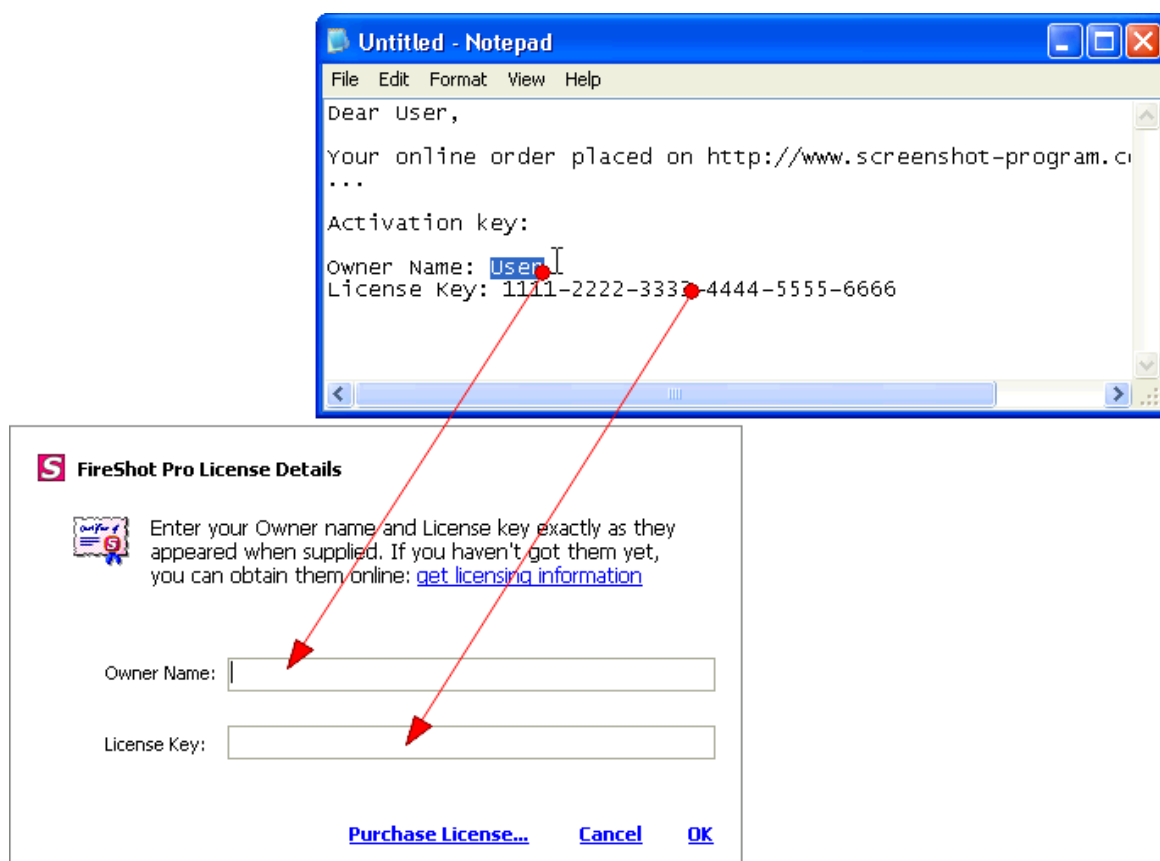 Untitled - Notepad
File Edit Format View Help
Dear User,
Your online order placed on http://www.screenshot-program.c
...
Activation key:
Owner Name: User
License Key: 1111-2222-3333-4444-5555-6666
S FireShot Pro License Details
Enter your Owner name and License key exactly as they
appeared when supplied. If you haven't got them yet,
you can obtain them online: get licensing information
Owner Name:
License Key:
Purchase License... Cancel OK